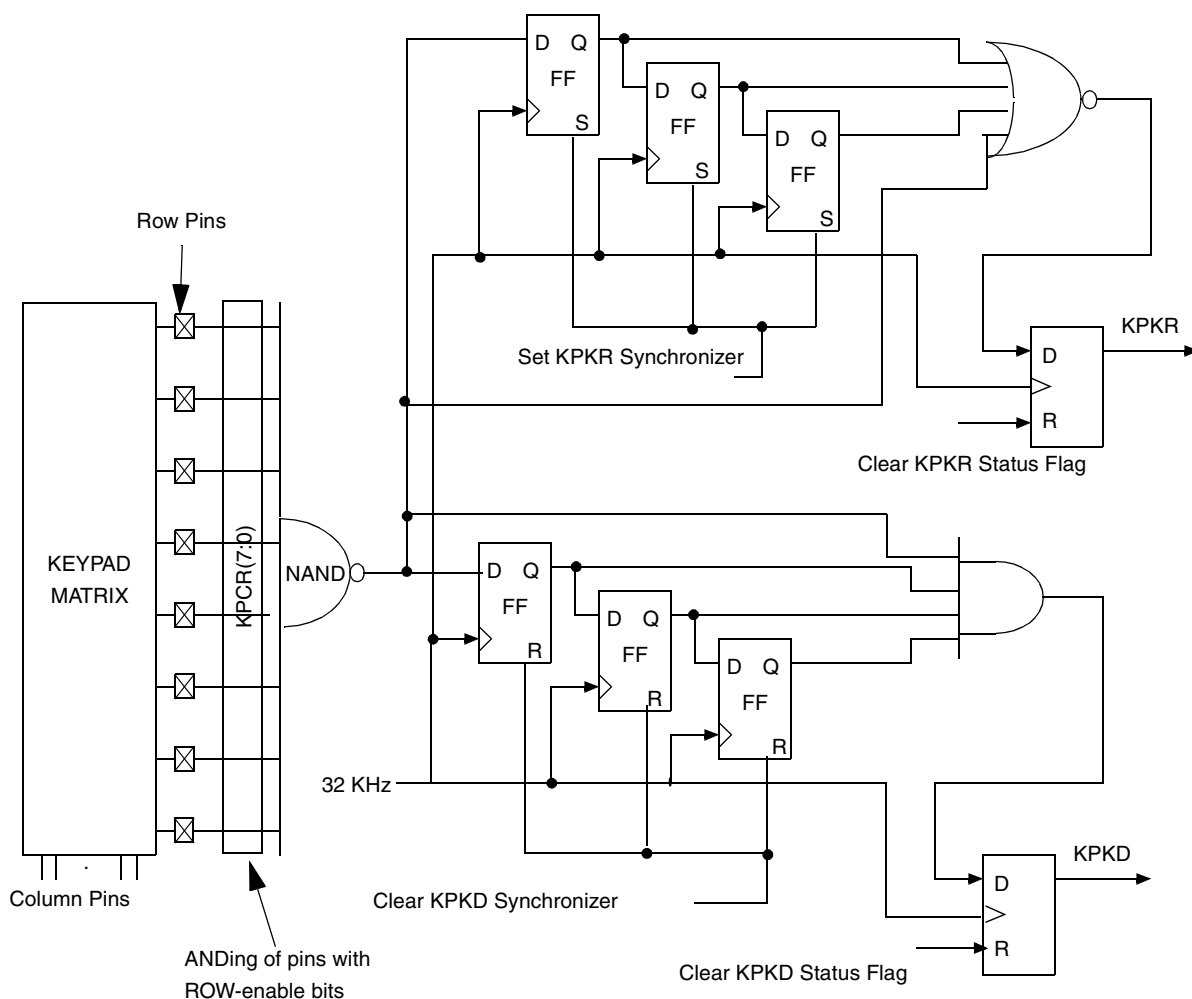 D Q
FF
S
D Q
FF
S
D Q
FF
S
Row Pins
Set KPKR Synchronizer
KPKR
D
R
Clear KPKR Status Flag
KEYPAD
MATRIX
KPCR(7:0)
NAND
D Q
FF
R
D Q
FF
R
D Q
FF
R
32 KHz
KPKD
D
R
Column Pins
Clear KPKD Synchronizer
Clear KPKD Status Flag
ANDing of pins with
ROW-enable bits